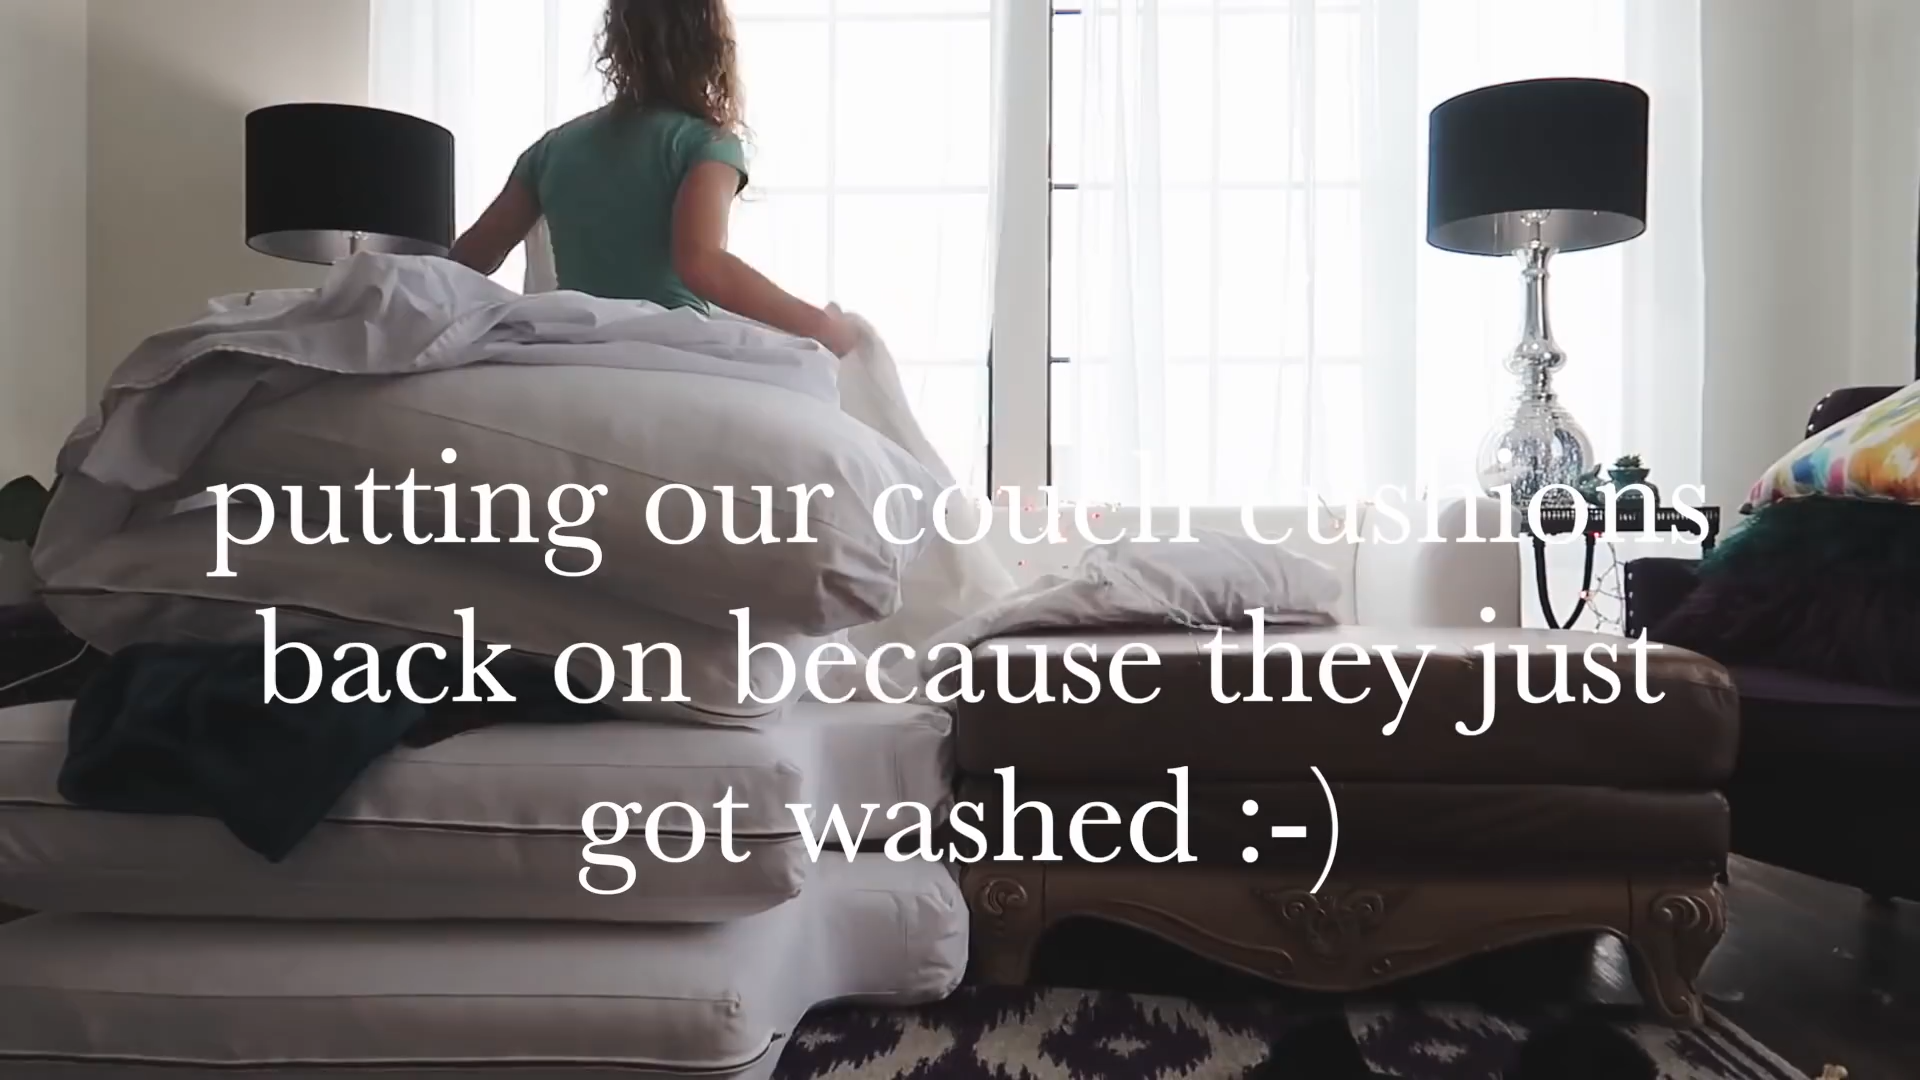 putting our couch cushions
back on because they just
got washed :-)